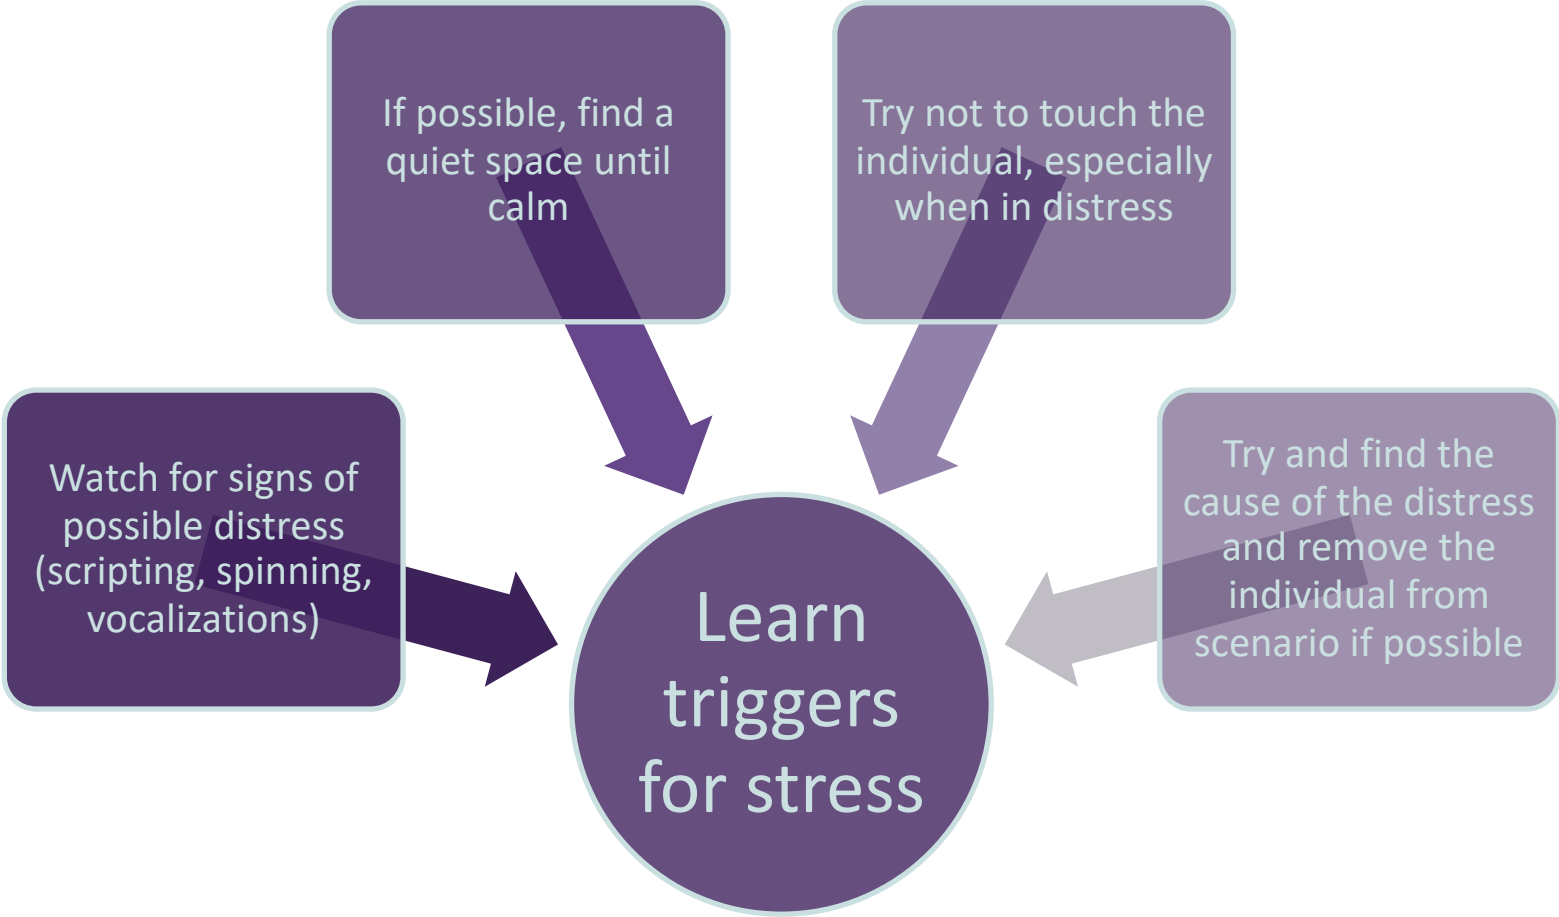 If possible, find a
quiet space until
calm
Try not to touch the
individual, especially
when in distress
Watch for signs of
possible distress
(scripting, spinning,
vocalizations)
Try and find the
cause of the distress
and remove the
individual from
scenario if possible
Learn
triggers
for stress